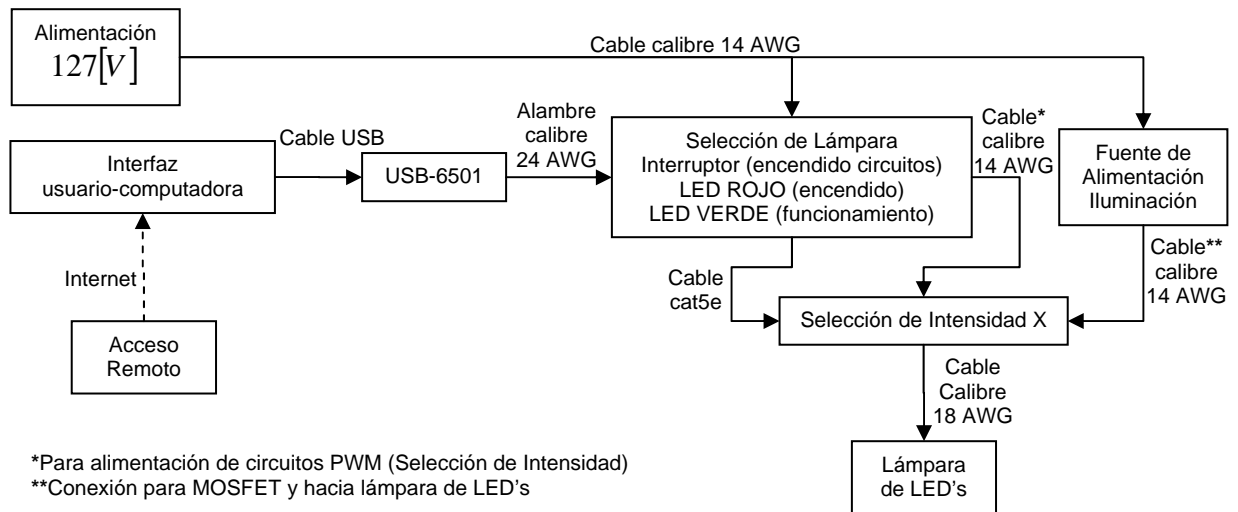 Alimentación
127[V]
Cable calibre 14 AWG
Interfaz
usuario-computadora
Cable USB
USB-6501
Alambre
calibre
24 AWG
Selección de Lámpara
Interruptor (encendido circuitos)
LED ROJO (encendido)
LED VERDE (funcionamiento)
Cable*
calibre
14 AWG
Fuente de
Alimentación
Iluminación
Internet
Acceso
Remoto
Cable
cat5e
Cable**
calibre
14 AWG
Selección de Intensidad X
Cable
Calibre
18 AWG
Lámpara
de LED's
*Para alimentación de circuitos PWM (Selección de Intensidad)
**Conexión para MOSFET y hacia lámpara de LED's